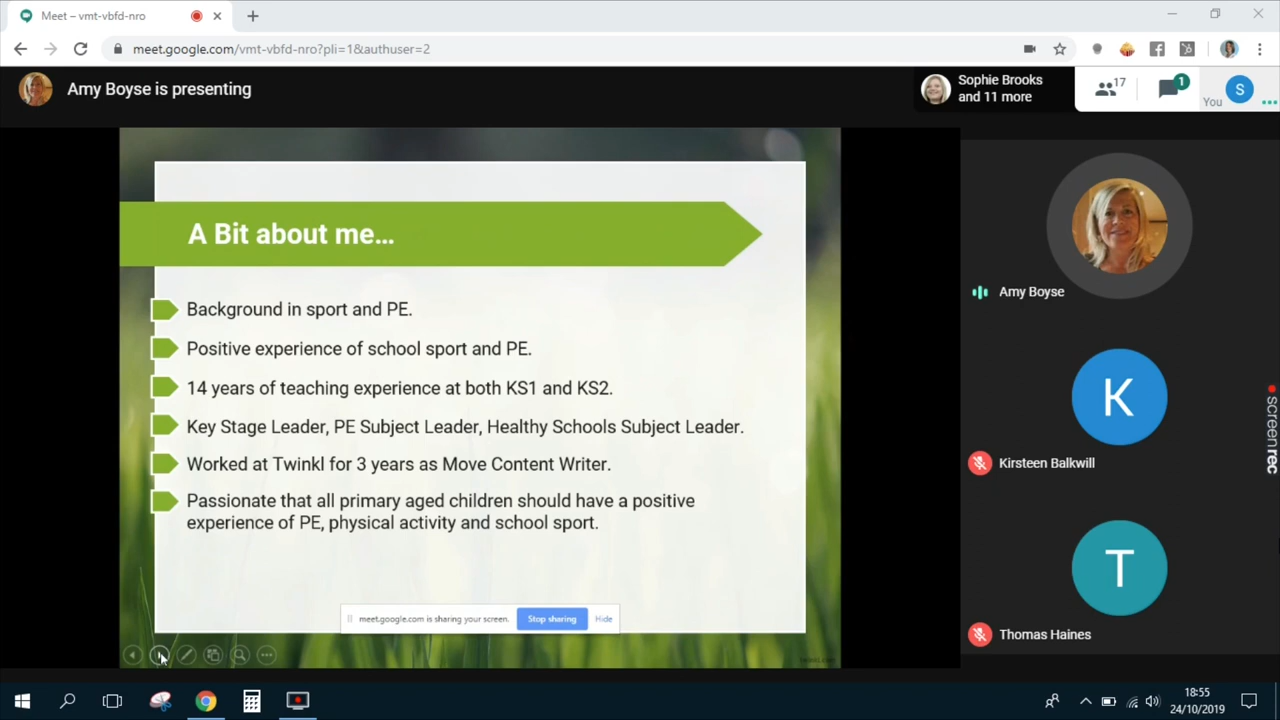 Meet – vmt-vbfd-nro
meet.google.com/vmt-vbfd-nro?pli=1&authuser=2
Amy Boyse is presenting
Sophie Brooks
and 11 more
17
1
You
S
A Bit about me...
Background in sport and PE.
Positive experience of school sport and PE.
14 years of teaching experience at both KS1 and KS2.
Key Stage Leader, PE Subject Leader, Healthy Schools Subject Leader.
Worked at Twinkl for 3 years as Move Content Writer.
Passionate that all primary aged children should have a positive
experience of PE, physical activity and school sport.
meet.google.com is sharing your screen.
Stop sharing
Hide
Amy Boyse
K
Kirsteen Balkwill
T
Thomas Haines
screenrec
18:55
24/10/2019